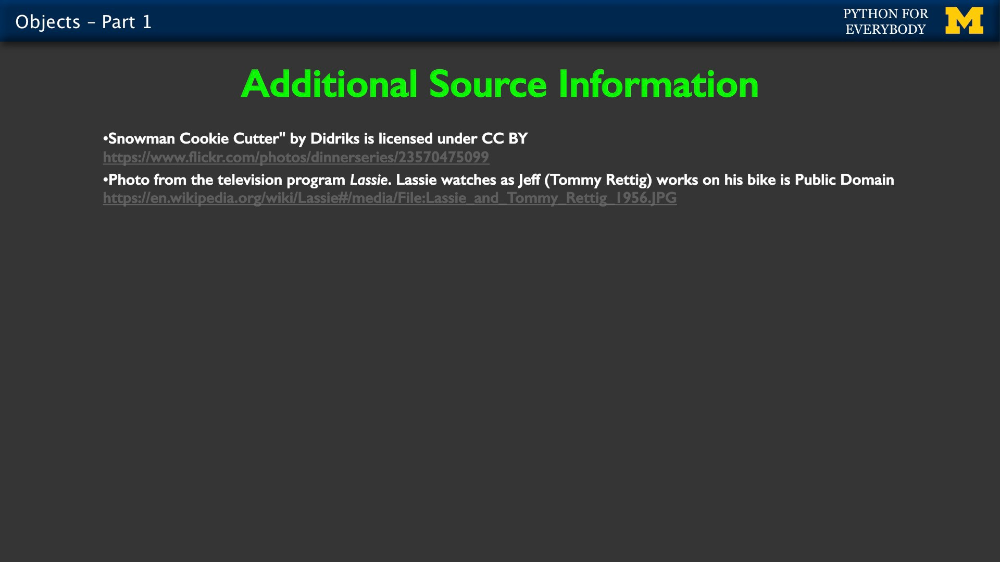 Objects – Part 1
PYTHON FOR
EVERYBODY
Additional Source Information
•Snowman Cookie Cutter" by Didriks is licensed under CC BY
https://www.flickr.com/photos/dinnerseries/23570475099
•Photo from the television program Lassie. Lassie watches as Jeff (Tommy Rettig) works on his bike is Public Domain
https://en.wikipedia.org/wiki/Lassie#/media/File:Lassie_and_Tommy_Rettig_1956.JPG